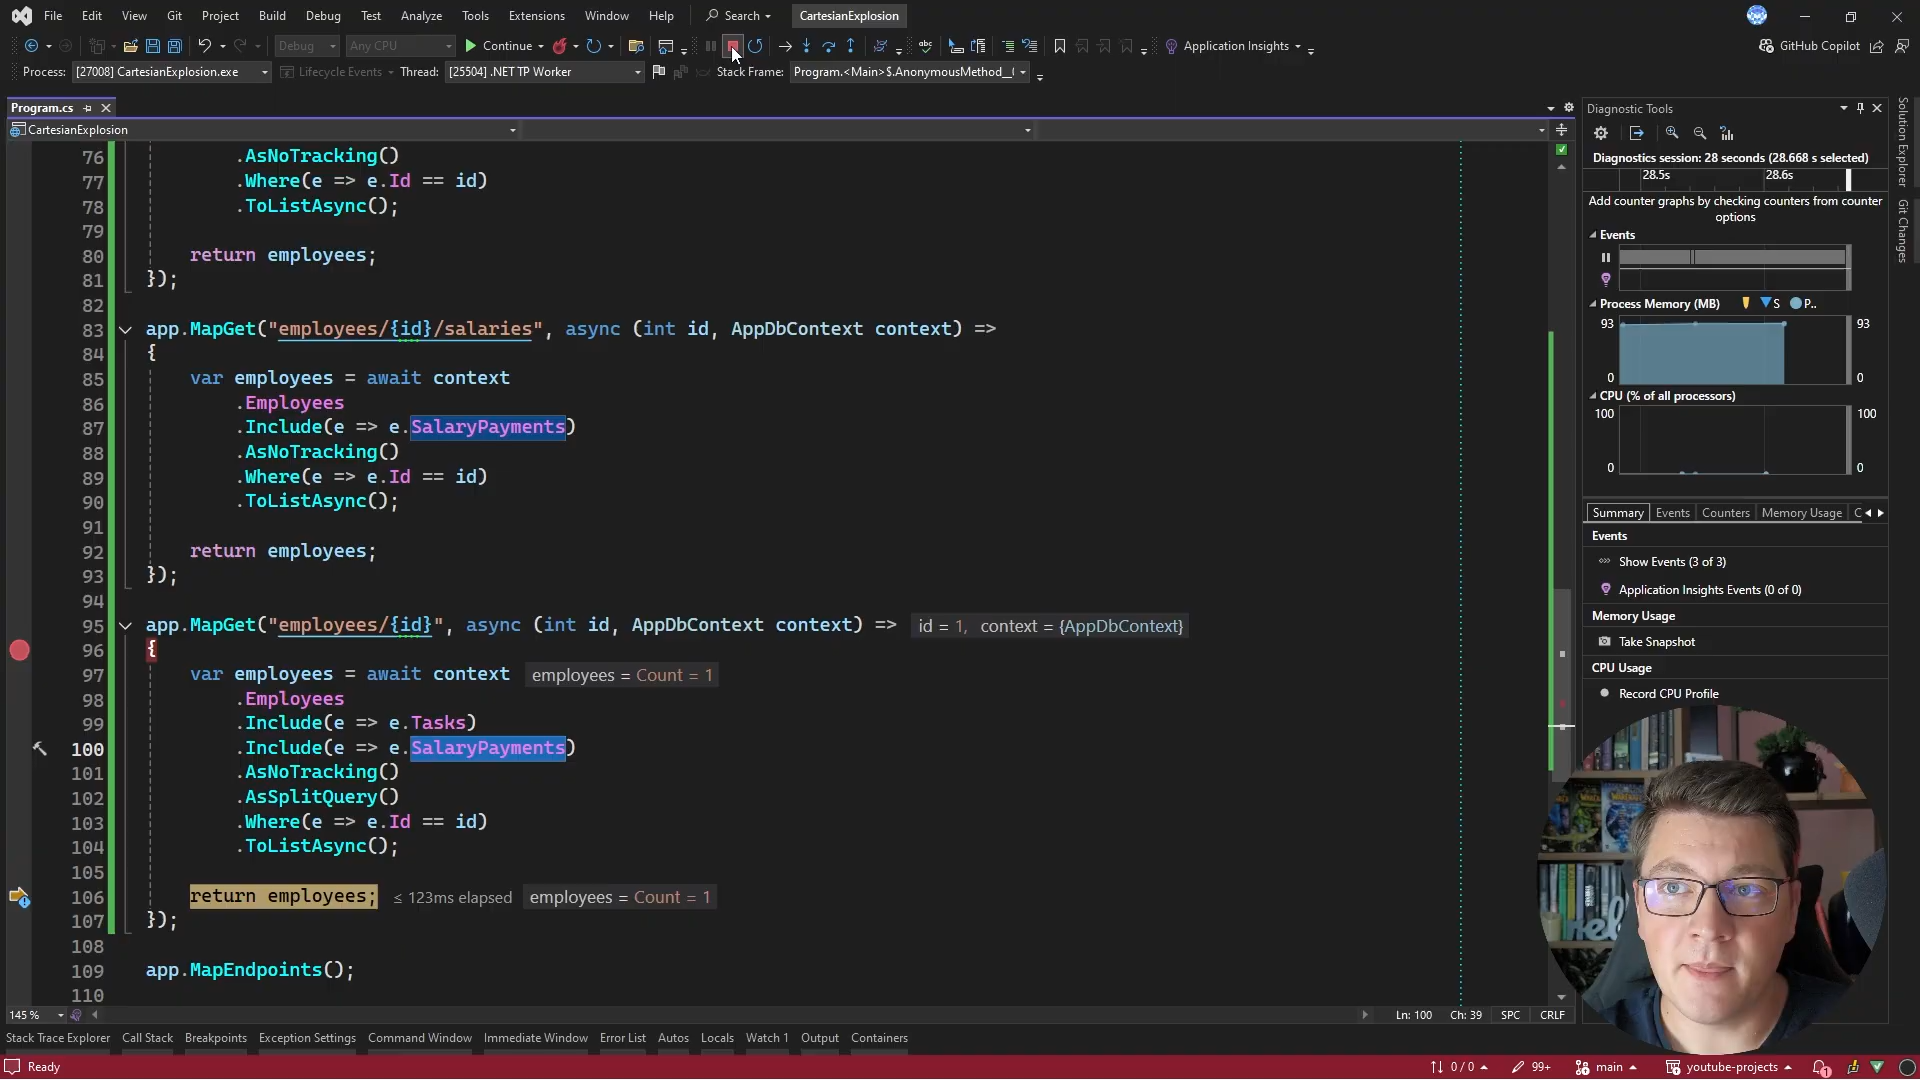 File Edit View Git Project Build Debug Test Analyze Tools Extensions Window Help Search CartesianExplosion
Debug Any CPU Continue Application Insights GitHub Copilot
Process: [27008] CartesianExplosion.exe Lifecycle Events Thread: [25504] .NET TP Worker Stack Frame: Program.<Main>$.AnonymousMethod__(
Program.cs
CartesianExplosion
76 .AsNoTracking()
77 .Where(e => e.Id == id)
78 .ToListAsync();
79
80 return employees;
81 });
82
83 app.MapGet("employees/{id}/salaries", async (int id, AppDbContext context) =>
84 {
85 var employees = await context
86 .Employees
87 .Include(e => e.SalaryPayments)
88 .AsNoTracking()
89 .Where(e => e.Id == id)
90 .ToListAsync();
91
92 return employees;
93 });
94
95 app.MapGet("employees/{id}", async (int id, AppDbContext context) => id = 1, context = {AppDbContext}
96 {
97 var employees = await context employees = Count = 1
98 .Employees
99 .Include(e => e.Tasks)
100 .Include(e => e.SalaryPayments)
101 .AsNoTracking()
102 .AsSplitQuery()
103 .Where(e => e.Id == id)
104 .ToListAsync();
105
106 return employees; ≤ 123ms elapsed employees = Count = 1
107 });
108
109 app.MapEndpoints();
110
145 % Ln: 100 Ch: 39 SPC CRLF
Diagnostic Tools
Diagnostics session: 28 seconds (28.668 s selected)
28.5s 28.6s
Add counter graphs by checking counters from counter
options
Events
Process Memory (MB) S P..
93 93
0 0
CPU (% of all processors)
100 100
0 0
Summary Events Counters Memory Usage C
Events
Show Events (3 of 3)
Application Insights Events (0 of 0)
Memory Usage
Take Snapshot
CPU Usage
Record CPU Profile
Solution Explorer
Git Changes
Stack Trace Explorer Call Stack Breakpoints Exception Settings Command Window Immediate Window Error List Autos Locals Watch 1 Output Containers
Ready 0 / 0 99+ main youtube-projects 1